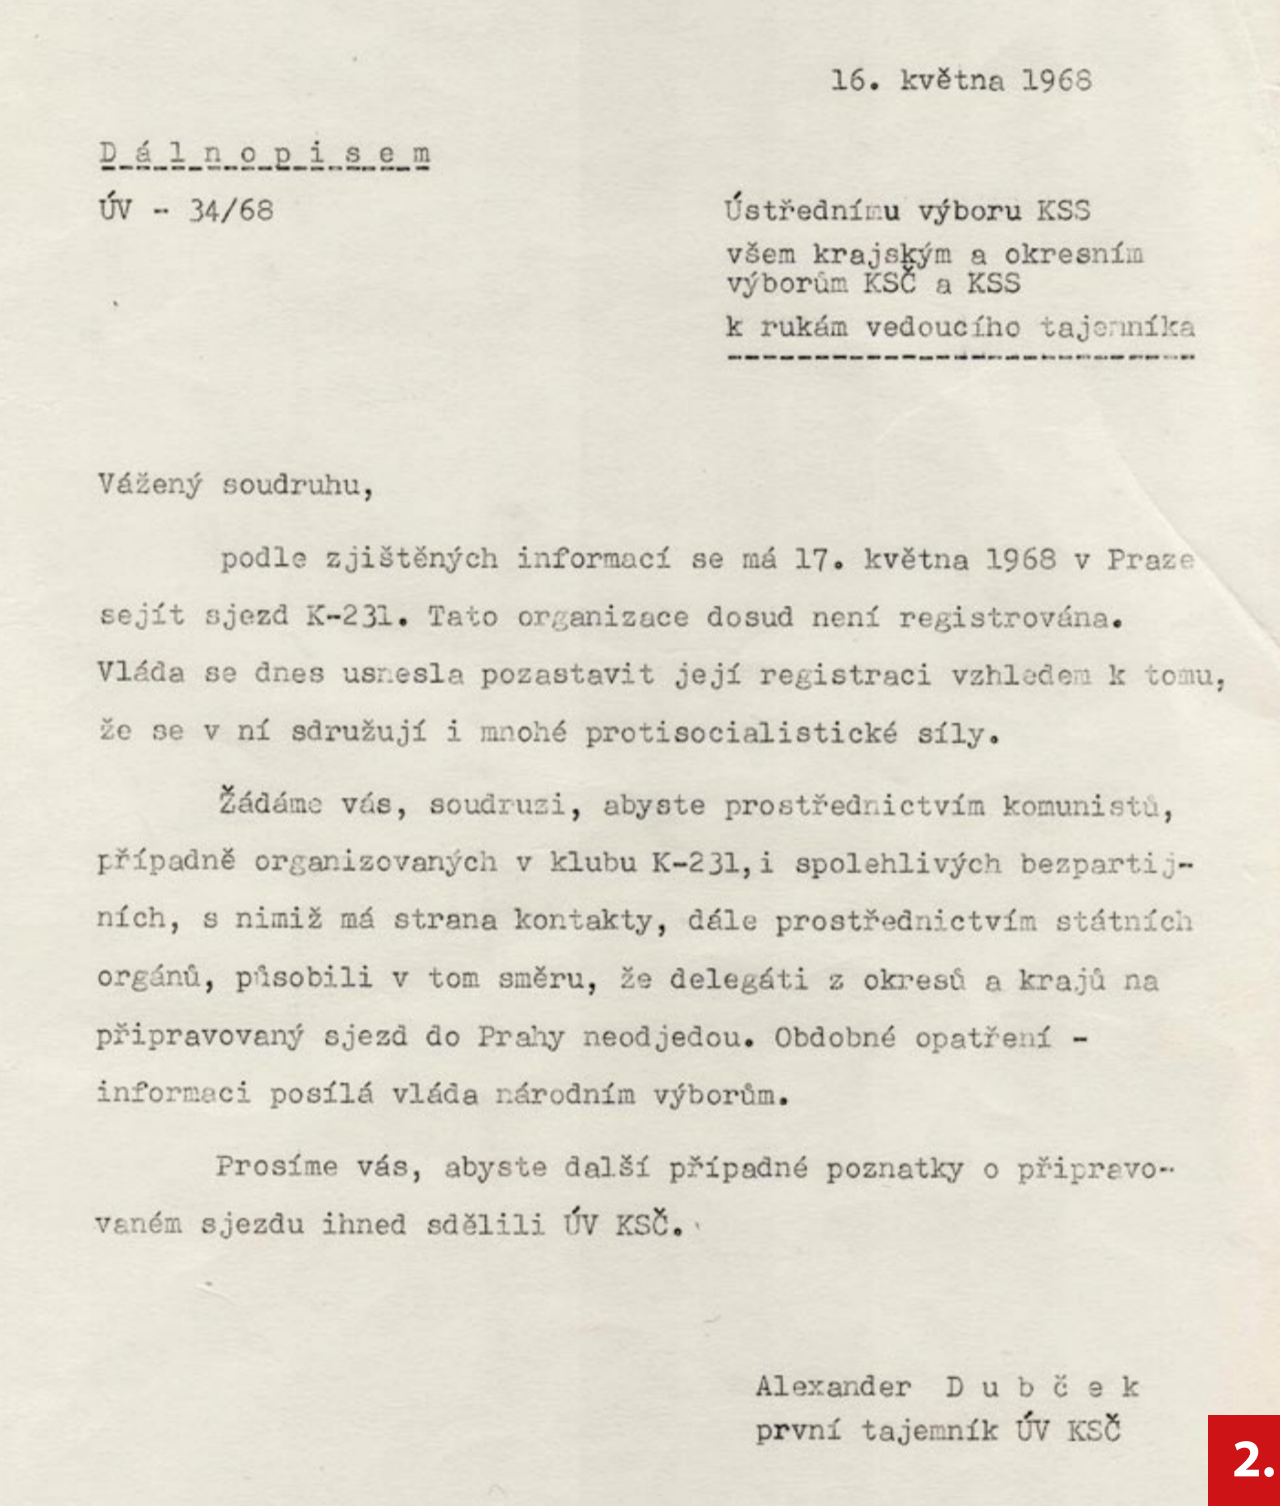 16. května 1968
Dálnopisem
ÚV - 34/68
Ústřednímu výboru KSS
všem krajským a okresním
výborům KSČ a KSS
k rukám vedoucího tajemníka
Vážený soudruhu,
podle zjištěných informací se má 17. května 1968 v Praze
sejít sjezd K-231. Tato organizace dosud není registrována.
Vláda se dnes usnesla pozastavit její registraci vzhledem k tomu,
že se v ní sdružují i mnohé protisocialistické síly.
Žádáme vás, soudruzi, abyste prostřednictvím komunistů,
případně organizovaných v klubu K-231,i spolehlivých bezpartij-
ních, s nimiž má strana kontakty, dále prostřednictvím státních
orgánů, působili v tom směru, že delegáti z okresů a krajů na
připravovaný sjezd do Prahy neodjedou. Obdobné opatření -
informaci posílá vláda národním výborům.
Prosíme vás, abyste další případné poznatky o připravo-
vaném sjezdu ihned sdělili ÚV KSČ.
Alexander D u b č e k
první tajemník ÚV KSČ
2.